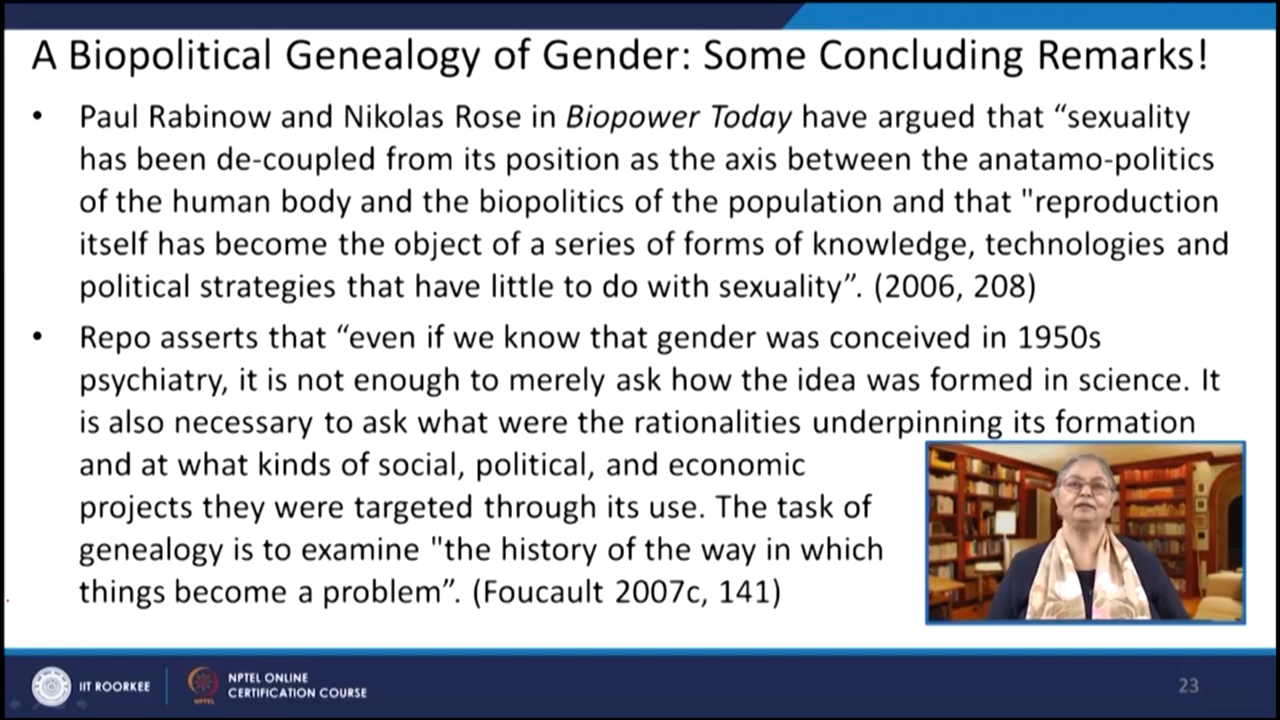 A Biopolitical Genealogy of Gender: Some Concluding Remarks!
• Paul Rabinow and Nikolas Rose in Biopower Today have argued that “sexuality
has been de-coupled from its position as the axis between the anatamo-politics
of the human body and the biopolitics of the population and that "reproduction
itself has become the object of a series of forms of knowledge, technologies and
political strategies that have little to do with sexuality”. (2006, 208)
• Repo asserts that “even if we know that gender was conceived in 1950s
psychiatry, it is not enough to merely ask how the idea was formed in science. It
is also necessary to ask what were the rationalities underpinning its formation
and at what kinds of social, political, and economic
projects they were targeted through its use. The task of
genealogy is to examine "the history of the way in which
things become a problem”. (Foucault 2007c, 141)
IIT ROORKEE
NPTEL
NPTEL ONLINE
CERTIFICATION COURSE
23